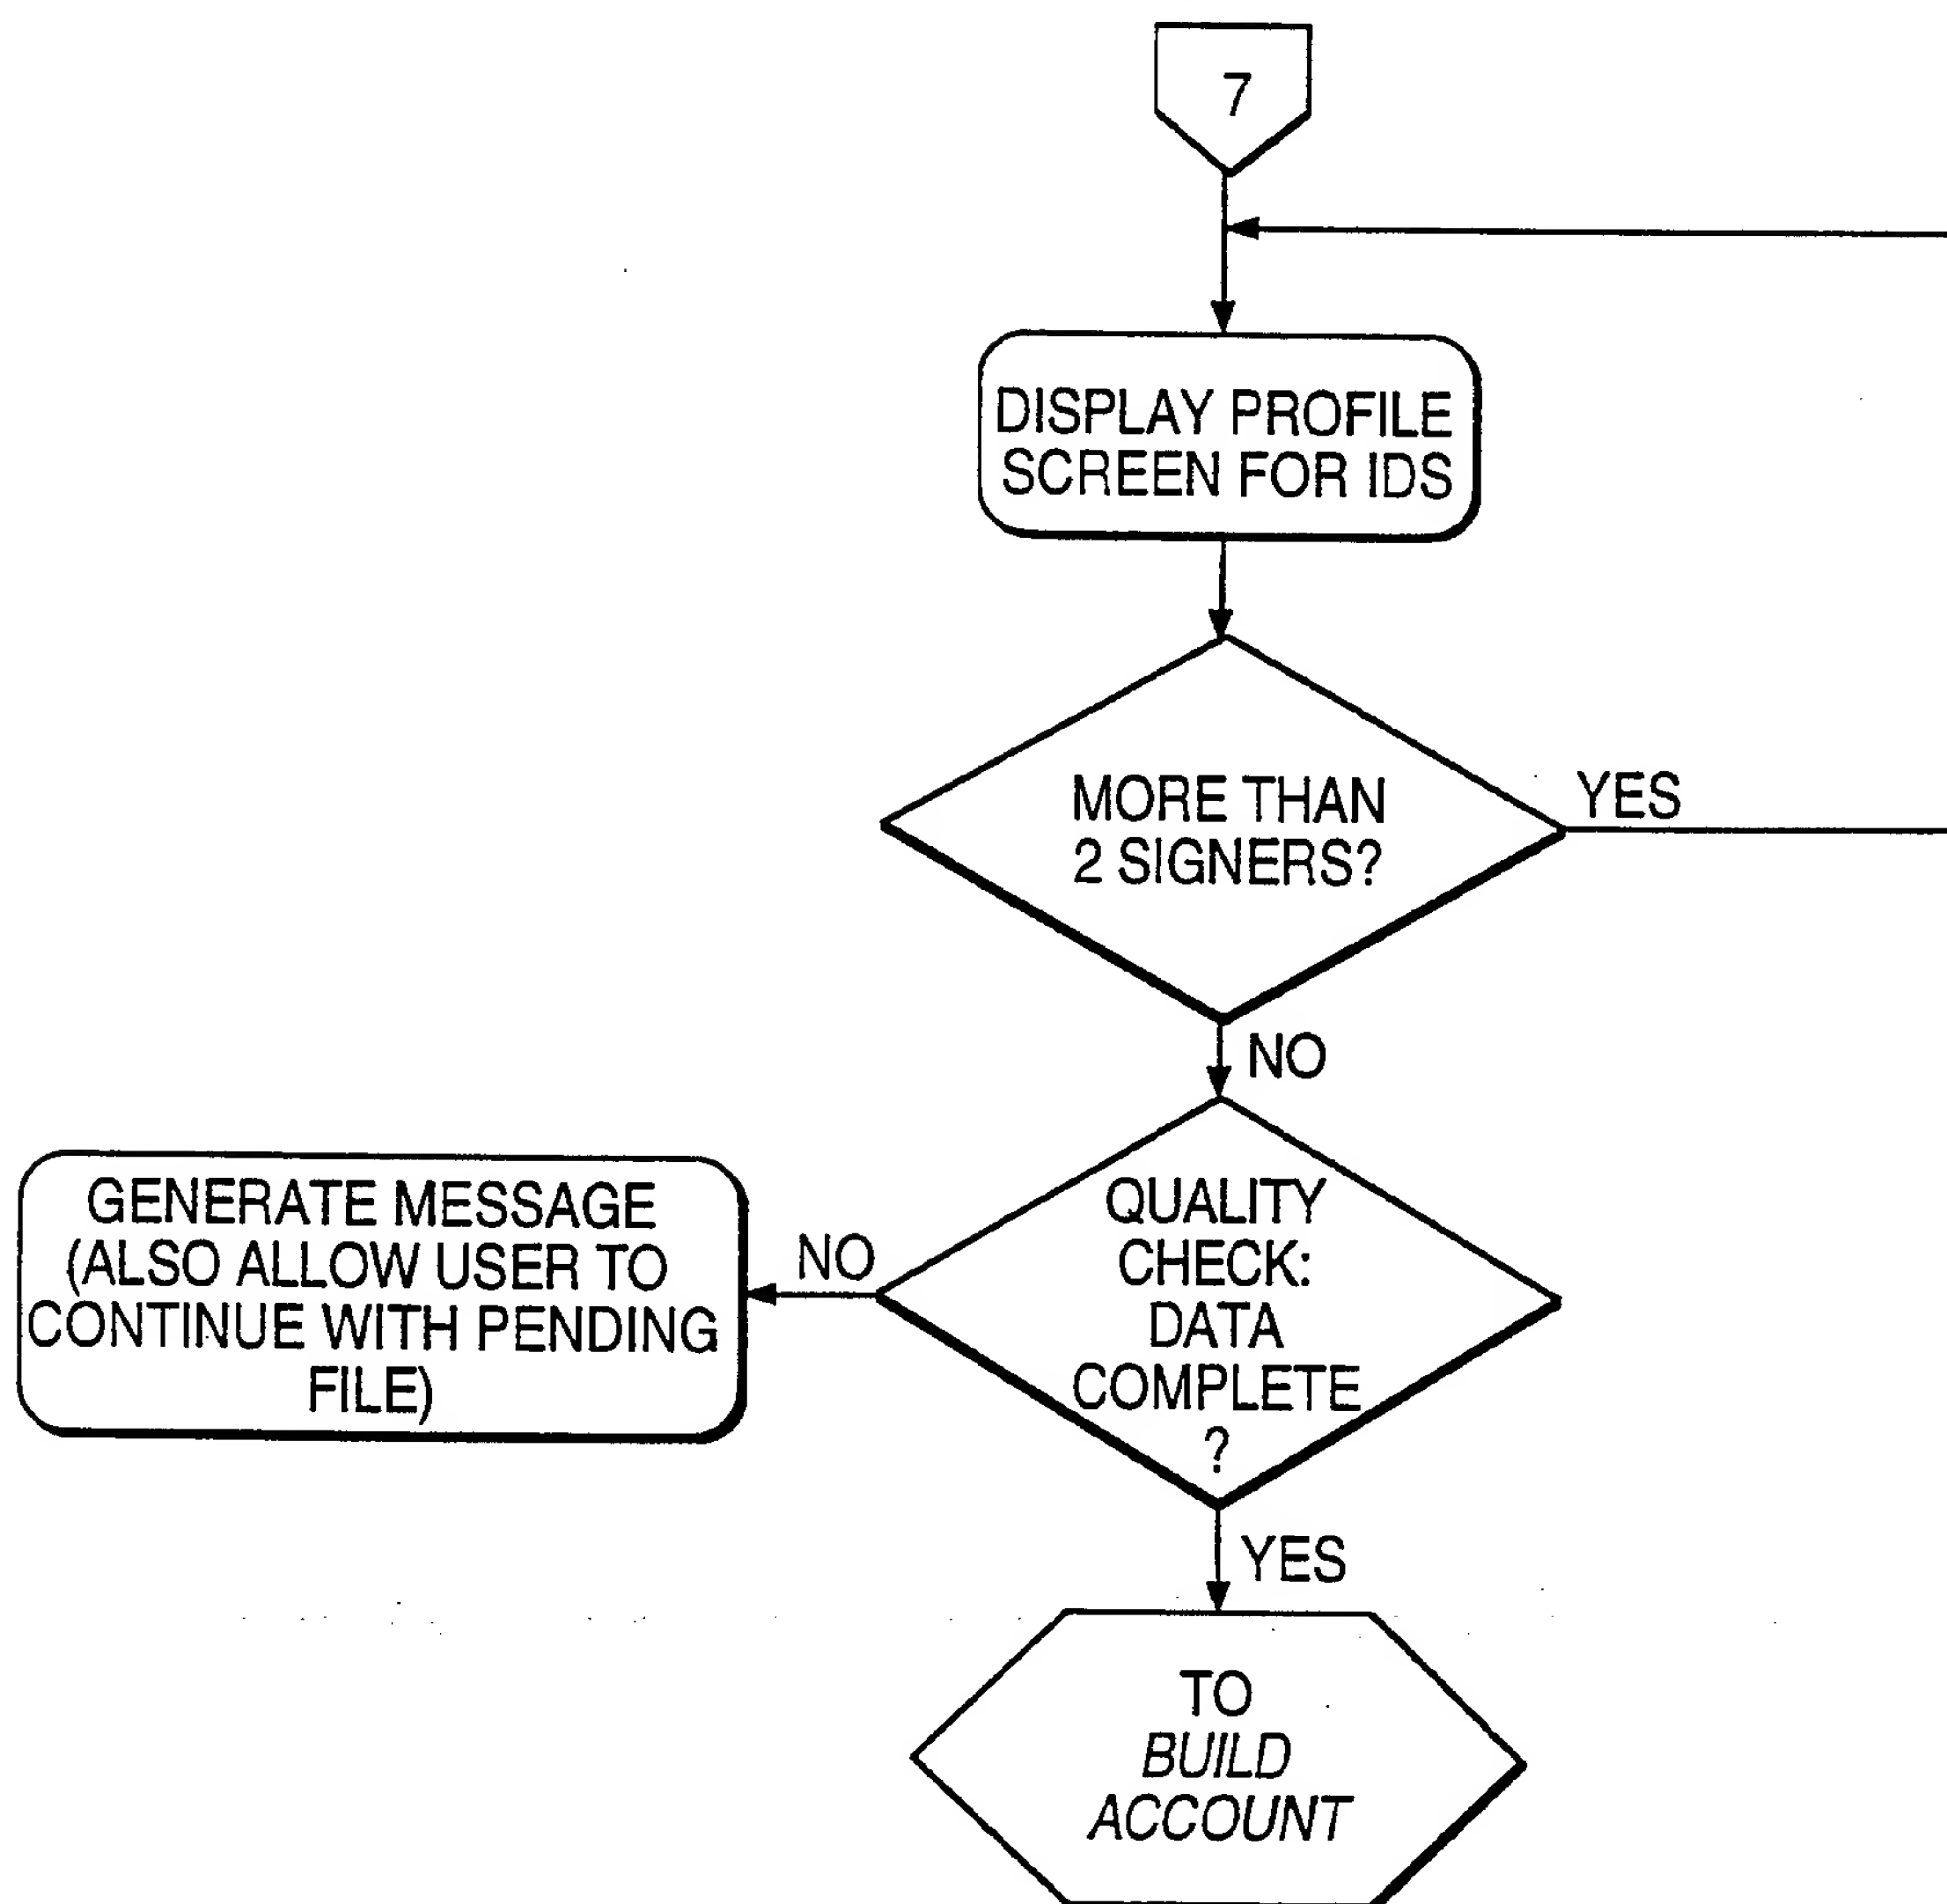 7
DISPLAY PROFILE
SCREEN FOR IDS
MORE THAN
2 SIGNERS?
YES
NO
QUALITY
CHECK:
DATA
COMPLETE
?
NO
GENERATE MESSAGE
(ALSO ALLOW USER TO
CONTINUE WITH PENDING
FILE)
YES
TO
BUILD
ACCOUNT